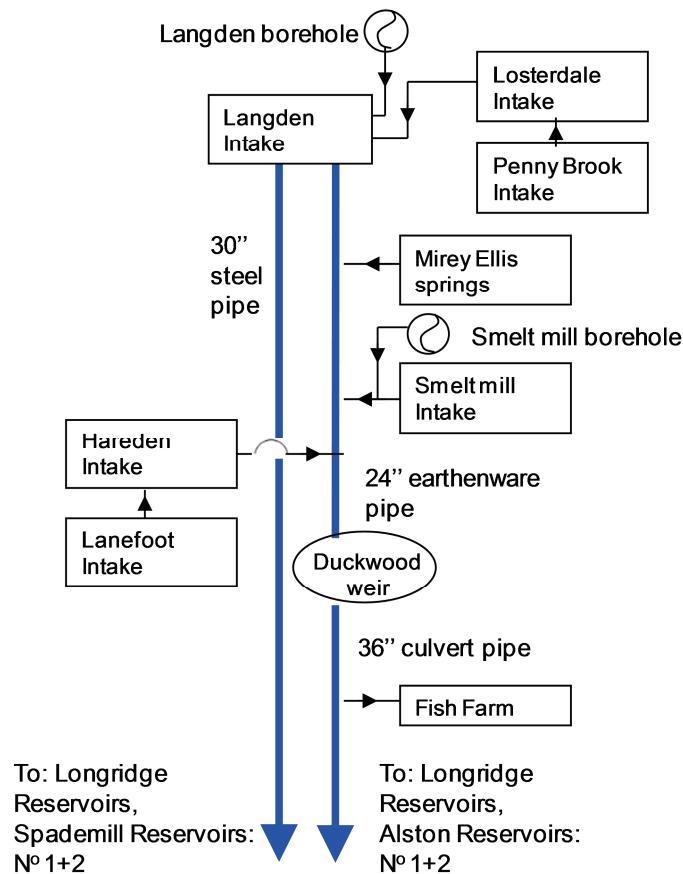 Langden borehole
Losterdale
Intake
Langden
Intake
Penny Brook
Intake
30’’
steel
pipe
Mirey Ellis
springs
Smelt mill borehole
Smelt mill
Intake
Hareden
Intake
24’’ earthenware
pipe
Lanefoot
Intake
Duckwood
weir
36’’ culvert pipe
Fish Farm
To: Longridge
Reservoirs,
Spademill Reservoirs:
Nº 1+2
To: Longridge
Reservoirs,
Alston Reservoirs:
Nº 1+2